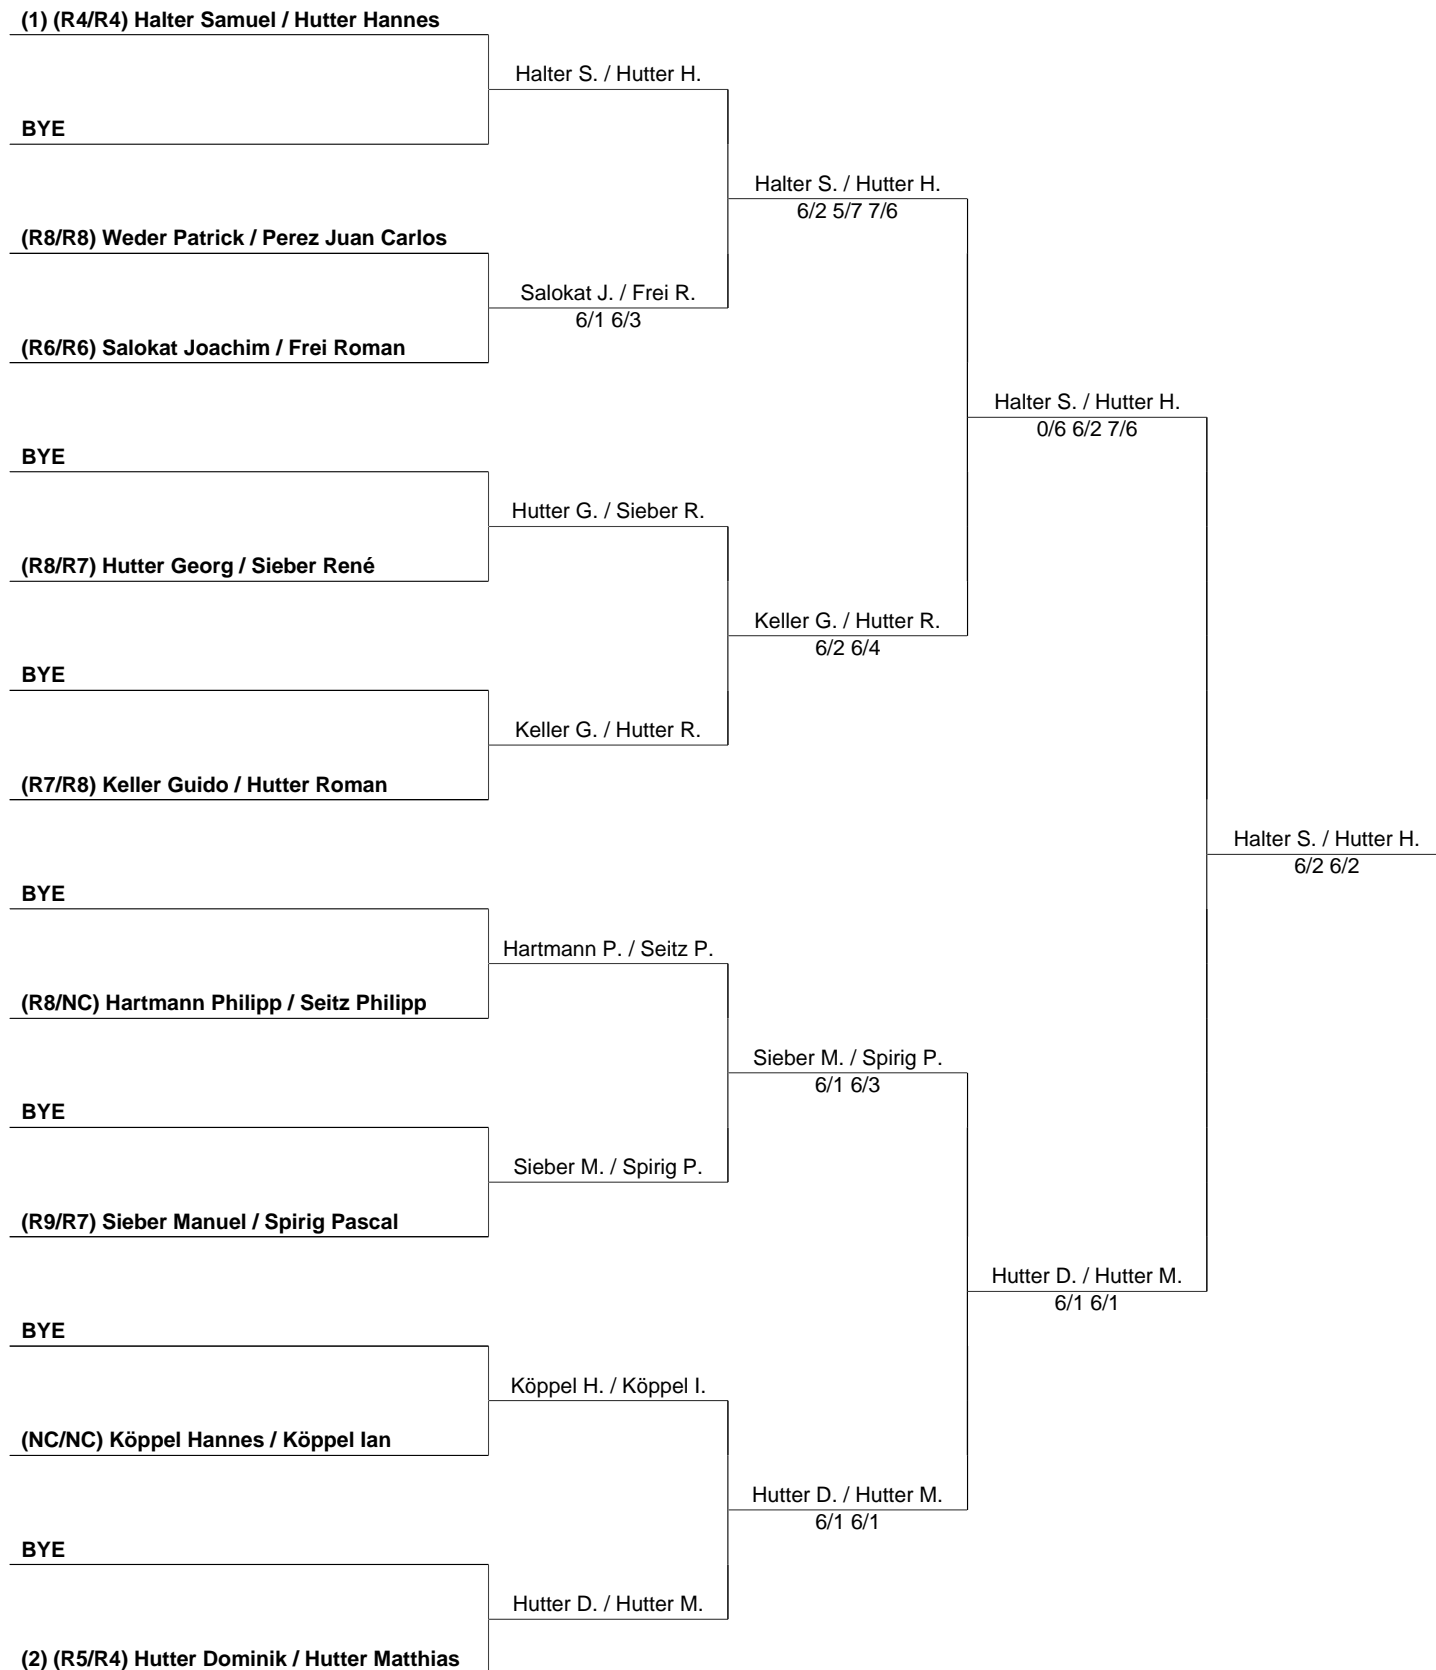 (1) (R4/R4) Halter Samuel / Hutter Hannes
Halter S. / Hutter H.
BYE
Halter S. / Hutter H.
6/2 5/7 7/6
(R8/R8) Weder Patrick / Perez Juan Carlos
Salokat J. / Frei R.
6/1 6/3
(R6/R6) Salokat Joachim / Frei Roman
Halter S. / Hutter H.
0/6 6/2 7/6
BYE
Hutter G. / Sieber R.
(R8/R7) Hutter Georg / Sieber René
Keller G. / Hutter R.
6/2 6/4
BYE
Keller G. / Hutter R.
(R7/R8) Keller Guido / Hutter Roman
Halter S. / Hutter H.
6/2 6/2
BYE
Hartmann P. / Seitz P.
(R8/NC) Hartmann Philipp / Seitz Philipp
Sieber M. / Spirig P.
6/1 6/3
BYE
Sieber M. / Spirig P.
(R9/R7) Sieber Manuel / Spirig Pascal
Hutter D. / Hutter M.
6/1 6/1
BYE
Köppel H. / Köppel I.
(NC/NC) Köppel Hannes / Köppel Ian
Hutter D. / Hutter M.
6/1 6/1
BYE
Hutter D. / Hutter M.
(2) (R5/R4) Hutter Dominik / Hutter Matthias